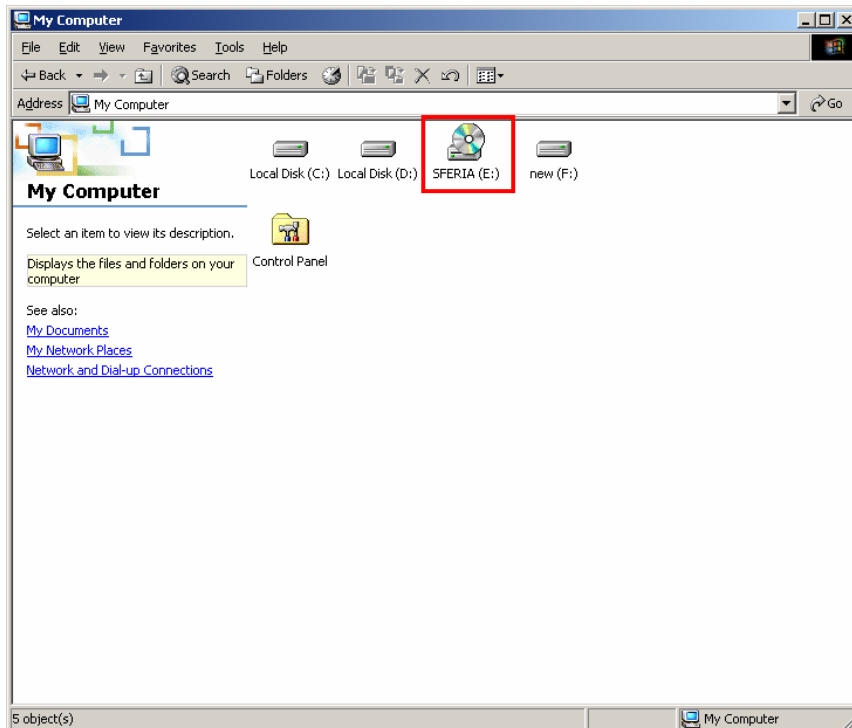 My Computer
File Edit View Favorites Tools Help
Back Search Folders
Address My Computer Go
Local Disk (C:) Local Disk (D:) SFERIA (E:) new (F:)
My Computer
Select an item to view its description.
Control Panel
Displays the files and folders on your
computer
See also:
My Documents
My Network Places
Network and Dial-up Connections
5 object(s) My Computer